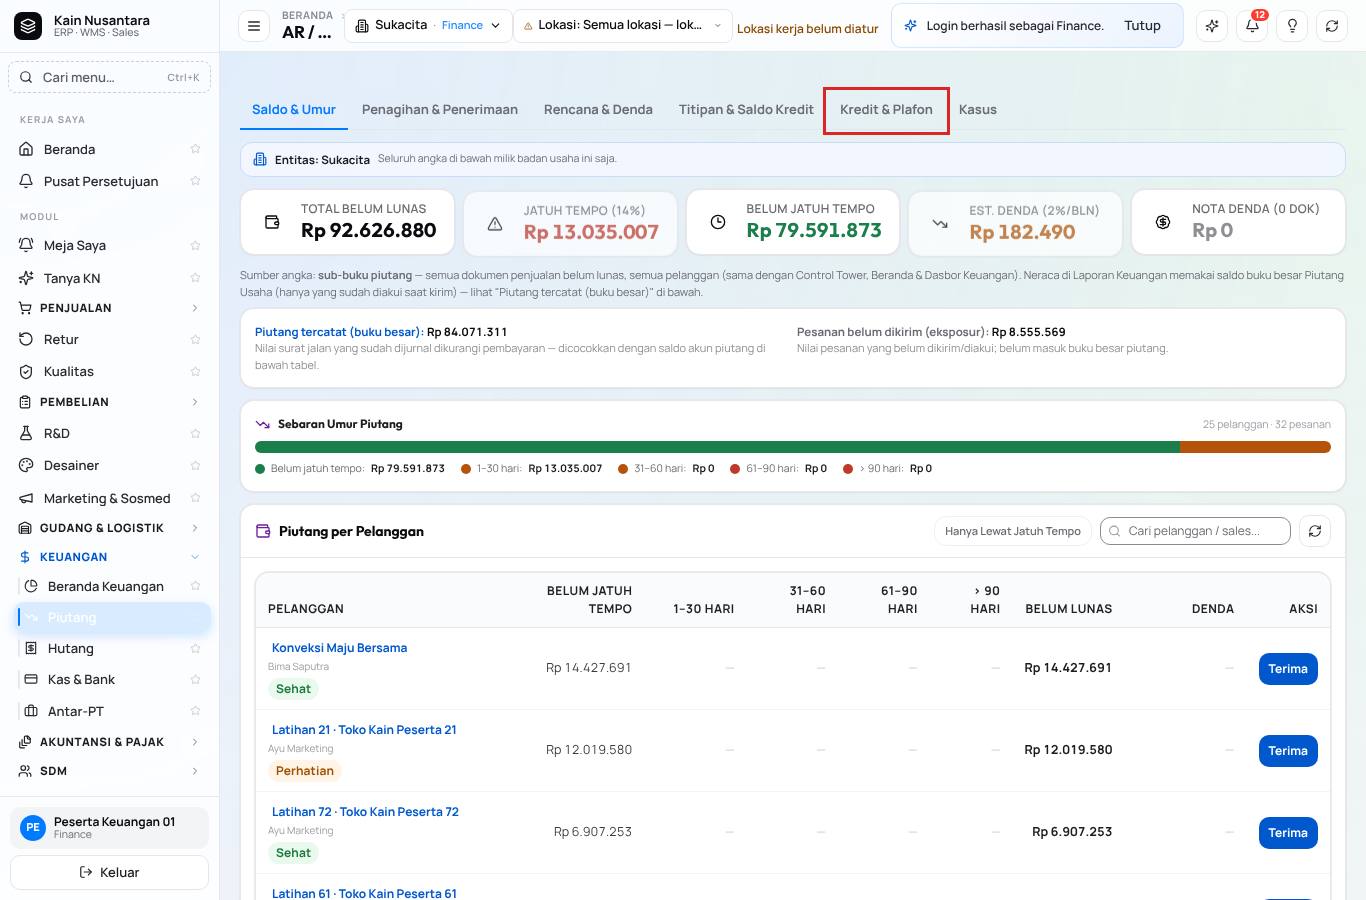 Kain Nusantara
ERP · WMS · Sales
Cari menu...
Ctrl+K
KERJA SAYA
Beranda
Pusat Persetujuan
MODUL
Meja Saya
Tanya KN
PENJUALAN
Retur
Kualitas
PEMBELIAN
R&D
Desainer
Marketing & Sosmed
GUDANG & LOGISTIK
KEUANGAN
Beranda Keuangan
Piutang
Hutang
Kas & Bank
Antar-PT
AKUNTANSI & PAJAK
SDM
PE
Peserta Keuangan 01
Finance
Keluar
BERANDA
AR / ...
Sukacita · Finance
Lokasi: Semua lokasi — lok...
Lokasi kerja belum diatur
Login berhasil sebagai Finance.
Tutup
12
Saldo & Umur
Penagihan & Penerimaan
Rencana & Denda
Titipan & Saldo Kredit
Kredit & Plafon
Kasus
Entitas: Sukacita
Seluruh angka di bawah milik badan usaha ini saja.
TOTAL BELUM LUNAS
Rp 92.626.880
JATUH TEMPO (14%)
Rp 13.035.007
BELUM JATUH TEMPO
Rp 79.591.873
EST. DENDA (2%/BLN)
Rp 182.490
NOTA DENDA (0 DOK)
Rp 0
Sumber angka: sub-buku piutang — semua dokumen penjualan belum lunas, semua pelanggan (sama dengan Control Tower, Beranda & Dasbor Keuangan). Neraca di Laporan Keuangan memakai saldo buku besar Piutang
Usaha (hanya yang sudah diakui saat kirim) — lihat "Piutang tercatat (buku besar)" di bawah.
Piutang tercatat (buku besar): Rp 84.071.311
Nilai surat jalan yang sudah dijurnal dikurangi pembayaran — dicocokkan dengan saldo akun piutang di
bawah tabel.
Pesanan belum dikirim (eksposur): Rp 8.555.569
Nilai pesanan yang belum dikirim/diakui; belum masuk buku besar piutang.
Sebaran Umur Piutang
25 pelanggan · 32 pesanan
Belum jatuh tempo: Rp 79.591.873
1–30 hari: Rp 13.035.007
31–60 hari: Rp 0
61–90 hari: Rp 0
> 90 hari: Rp 0
Piutang per Pelanggan
Hanya Lewat Jatuh Tempo
Cari pelanggan / sales...
PELANGGAN
BELUM JATUH TEMPO
1–30 HARI
31–60 HARI
61–90 HARI
> 90 HARI
BELUM LUNAS
DENDA
AKSI
Konveksi Maju Bersama
Bima Saputra
Sehat
Rp 14.427.691
—
—
—
—
Rp 14.427.691
—
Terima
Latihan 21 · Toko Kain Peserta 21
Ayu Marketing
Perhatian
Rp 12.019.580
—
—
—
—
Rp 12.019.580
—
Terima
Latihan 72 · Toko Kain Peserta 72
Ayu Marketing
Sehat
Rp 6.907.253
—
—
—
—
Rp 6.907.253
—
Terima
Latihan 61 · Toko Kain Peserta 61